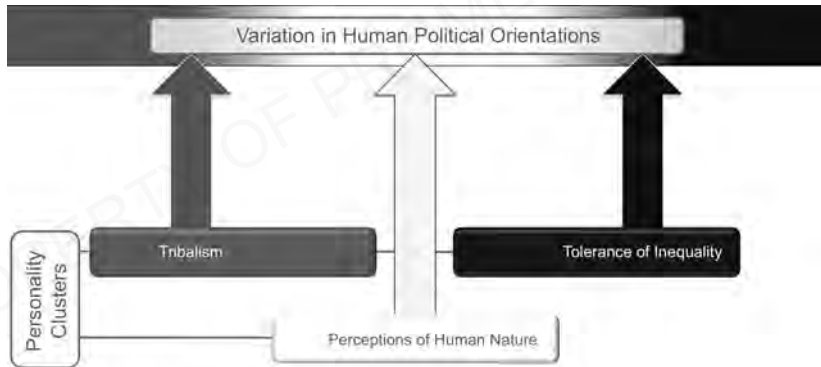 Variation in Human Political Orientations
Tribalism
Tolerance of Inequality
Personality
Clusters
Perceptions of Human Nature